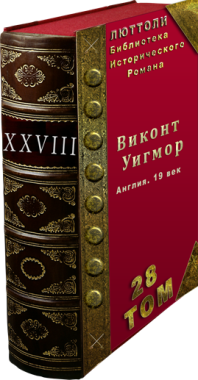 ЛЮТТОЛИ
Библиотека
Исторического
Романа
XXVIII
Виконт
Уигмор
Англия. 19 век
28
ТОМ